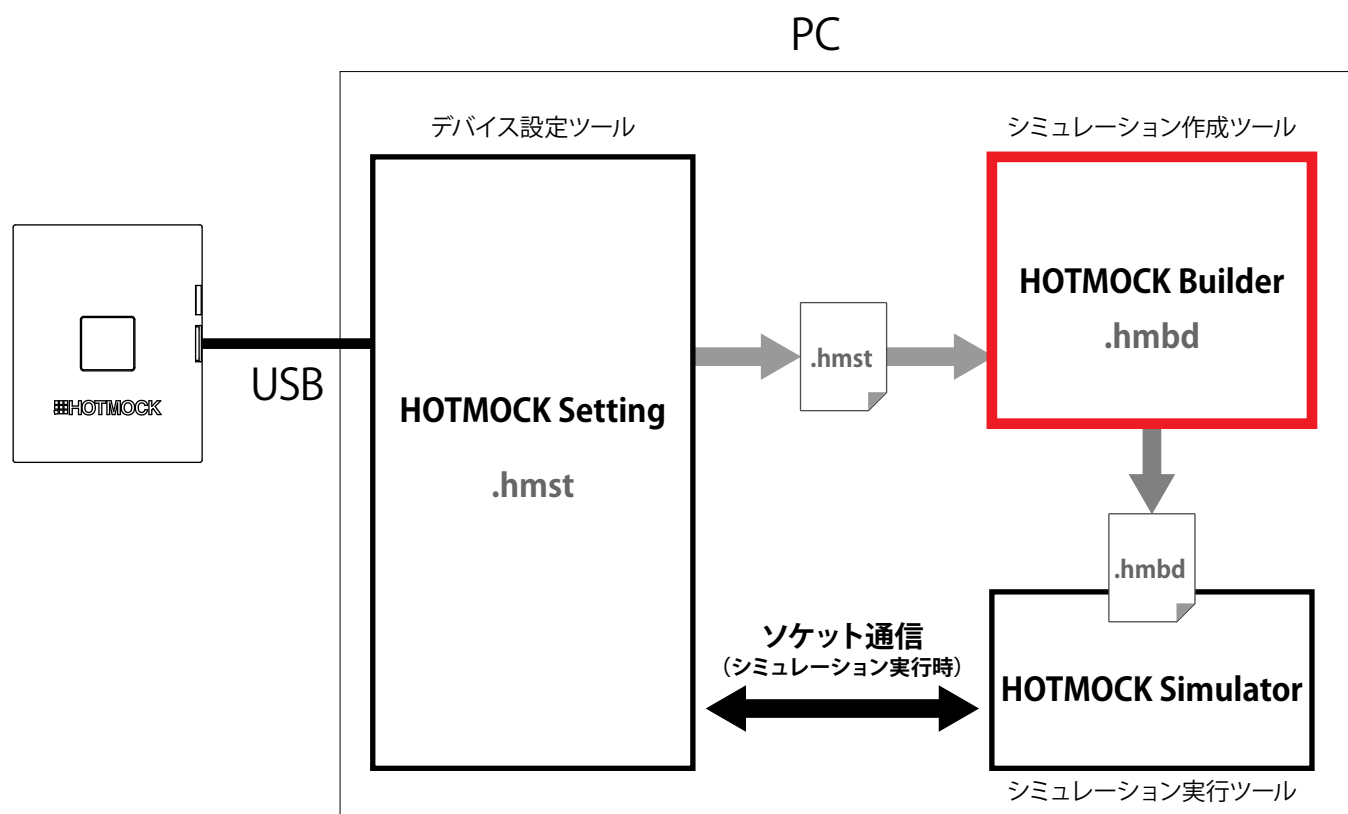 PC
デバイス設定ツール
シミュレーション作成ツール
HOTMOCK
USB
HOTMOCK Setting
.hmst
.hmst
HOTMOCK Builder
.hmbd
.hmbd
ソケット通信
(シミュレーション実行時)
HOTMOCK Simulator
シミュレーション実行ツール